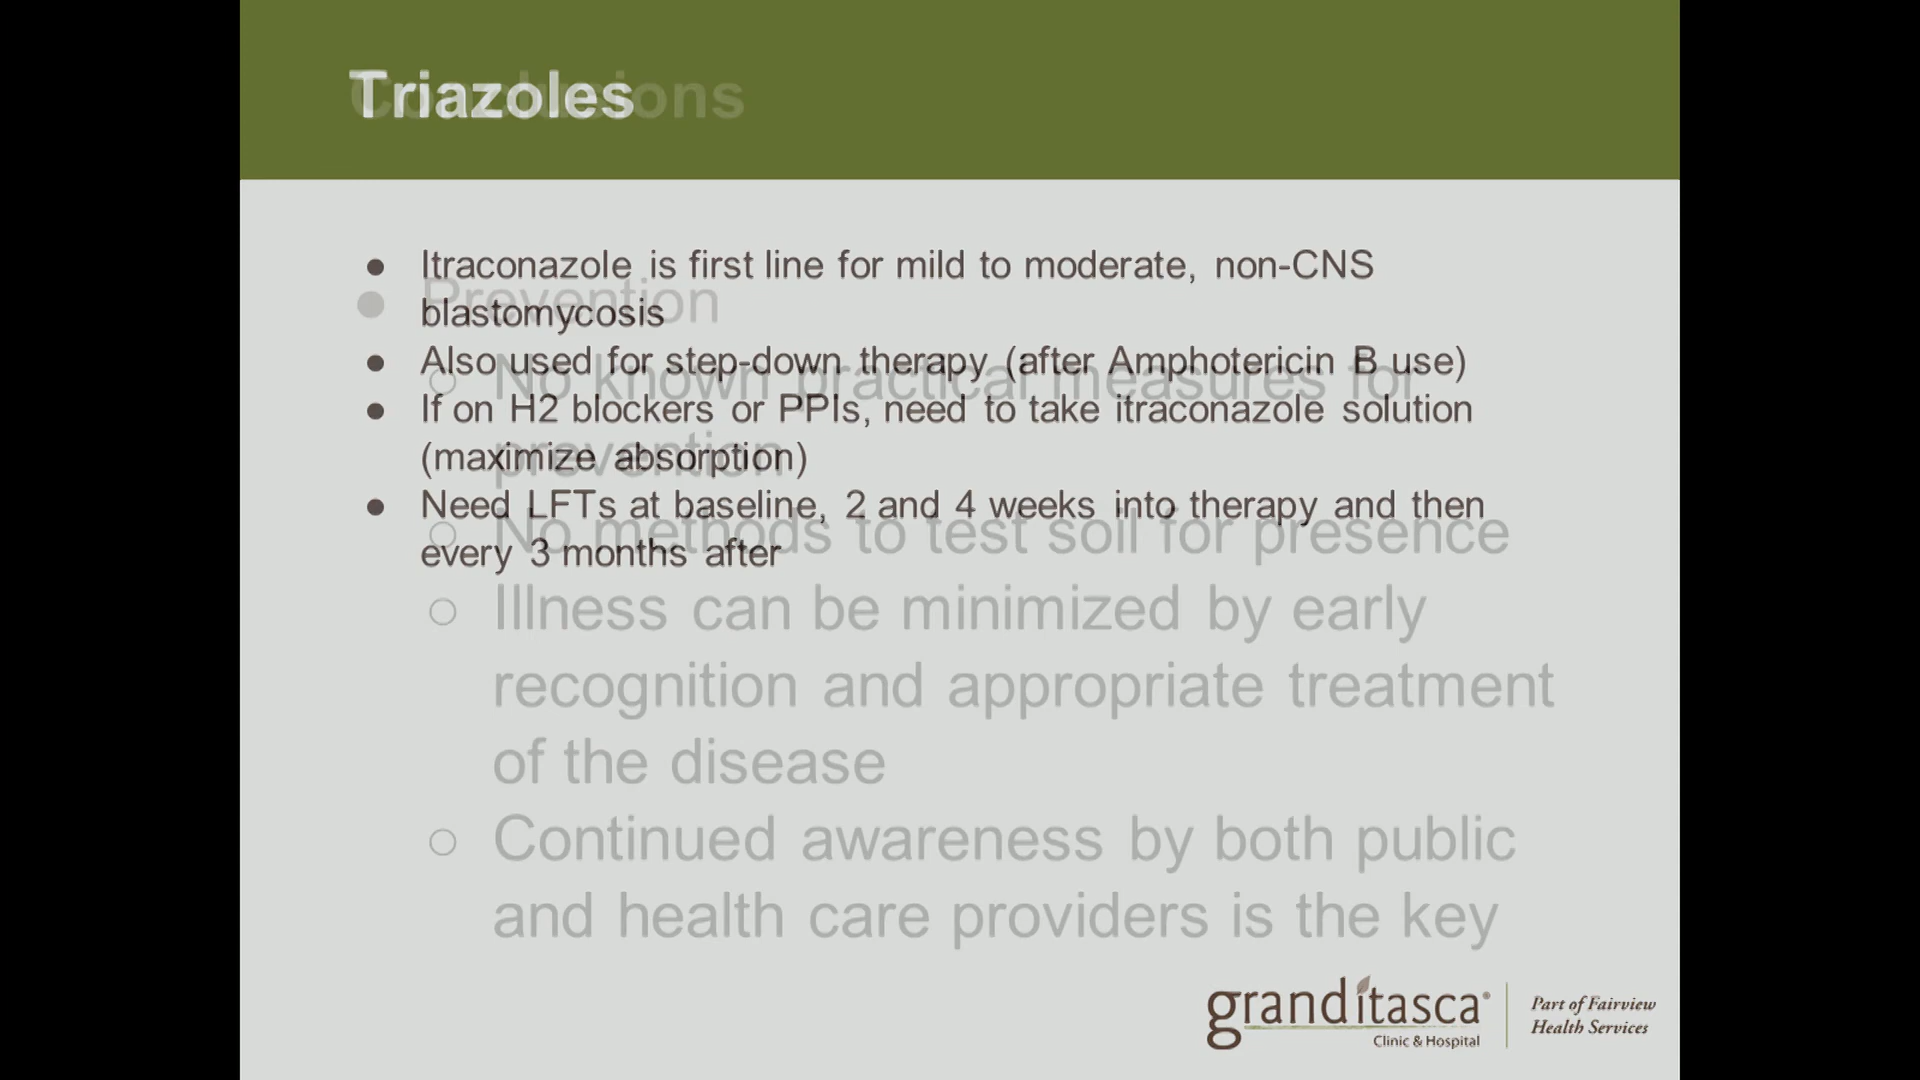 Triazoles
Conclusions
● Itraconazole is first line for mild to moderate, non-CNS
blastomycosis
● Also used for step-down therapy (after Amphotericin B use)
● If on H2 blockers or PPIs, need to take itraconazole solution
(maximize absorption)
● Need LFTs at baseline, 2 and 4 weeks into therapy and then
every 3 months after
● Prevention
○ No known practical measures for
prevention
○ No methods to test soil for presence
○ Illness can be minimized by early
recognition and appropriate treatment
of the disease
○ Continued awareness by both public
and health care providers is the key
granditasca®
Clinic & Hospital
Part of Fairview
Health Services